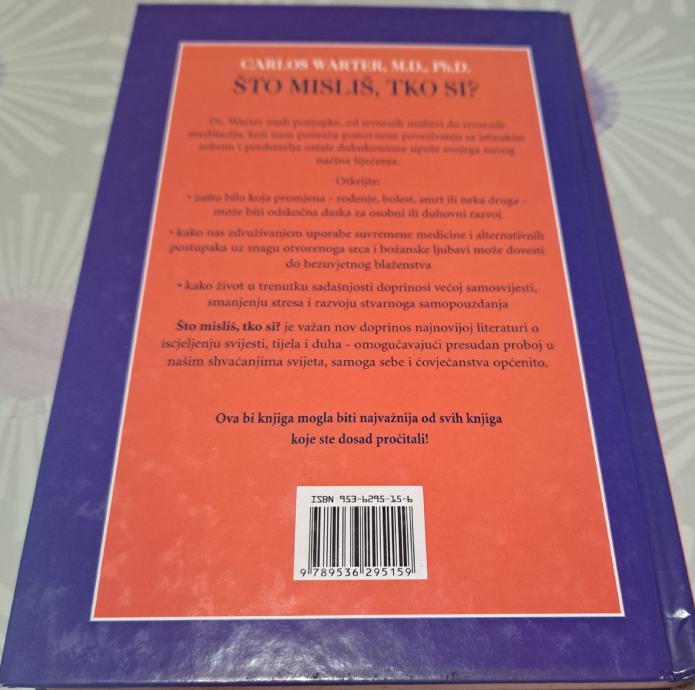 CARLOS WARTER, M.D., Ph.D.
ŠTO MISLIŠ, TKO SI?
Dr. Warter nudi postupke, od izvornih molitvi do izvornih
meditacija, koji nam pomažu ponovnom povezivanju sa istinskim
sobom i predstavlja ostale dubokoumne upute svojega novog
načina liječenja.
Otkrijte:
• zašto bilo koja promjena - rođenje, bolest, smrt ili neka druga -
može biti odskočna daska za osobni ili duhovni razvoj
• kako nas združivanjem uporabe suvremene medicine i alternativnih
postupaka uz snagu otvorenoga srca i božanske ljubavi može dovesti
do bezuvjetnog blaženstva
• kako život u trenutku sadašnjosti doprinosi većoj samosvijesti,
smanjenju stresa i razvoju stvarnoga samopouzdanja
Što misliš, tko si? je važan nov doprinos najnovijoj literaturi o
iscjeljenju svijesti, tijela i duha - omogućavajući presudan proboj u
našim shvaćanjima svijeta, samoga sebe i čovječanstva općenito.
Ova bi knjiga mogla biti najvažnija od svih knjiga
koje ste dosad pročitali!
ISBN 953-6295-15-6
9 789536 295159